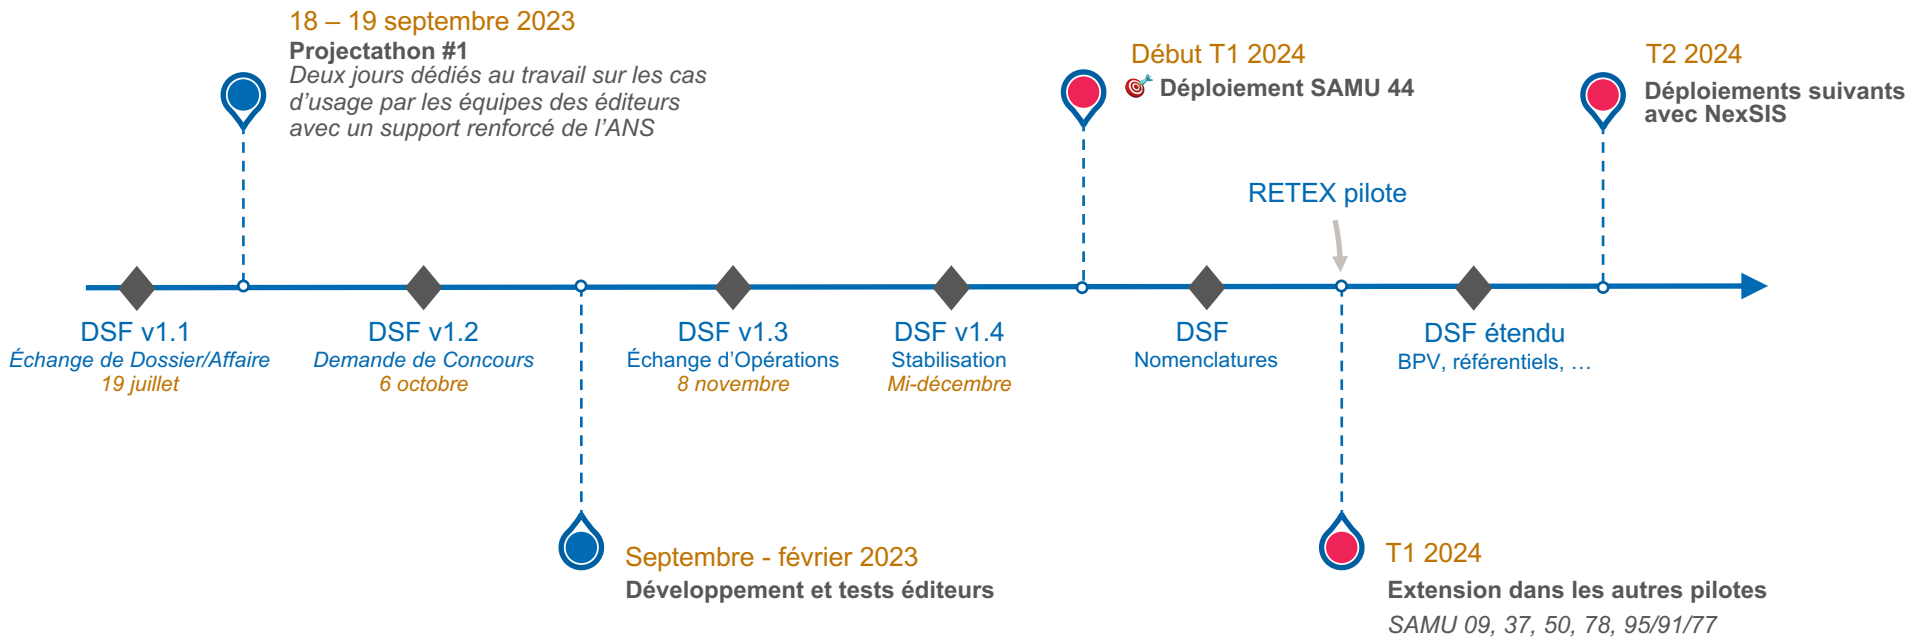 18 – 19 septembre 2023
Projectathon #1
Deux jours dédiés au travail sur les cas
d’usage par les équipes des éditeurs
avec un support renforcé de l’ANS
Début T1 2024
Déploiement SAMU 44
T2 2024
Déploiements suivants
avec NexSIS
RETEX pilote
DSF v1.1
Échange de Dossier/Affaire
19 juillet
DSF v1.2
Demande de Concours
6 octobre
DSF v1.3
Échange d’Opérations
8 novembre
DSF v1.4
Stabilisation
Mi-décembre
DSF
Nomenclatures
DSF étendu
BPV, référentiels, …
Septembre - février 2023
Développement et tests éditeurs
T1 2024
Extension dans les autres pilotes
SAMU 09, 37, 50, 78, 95/91/77